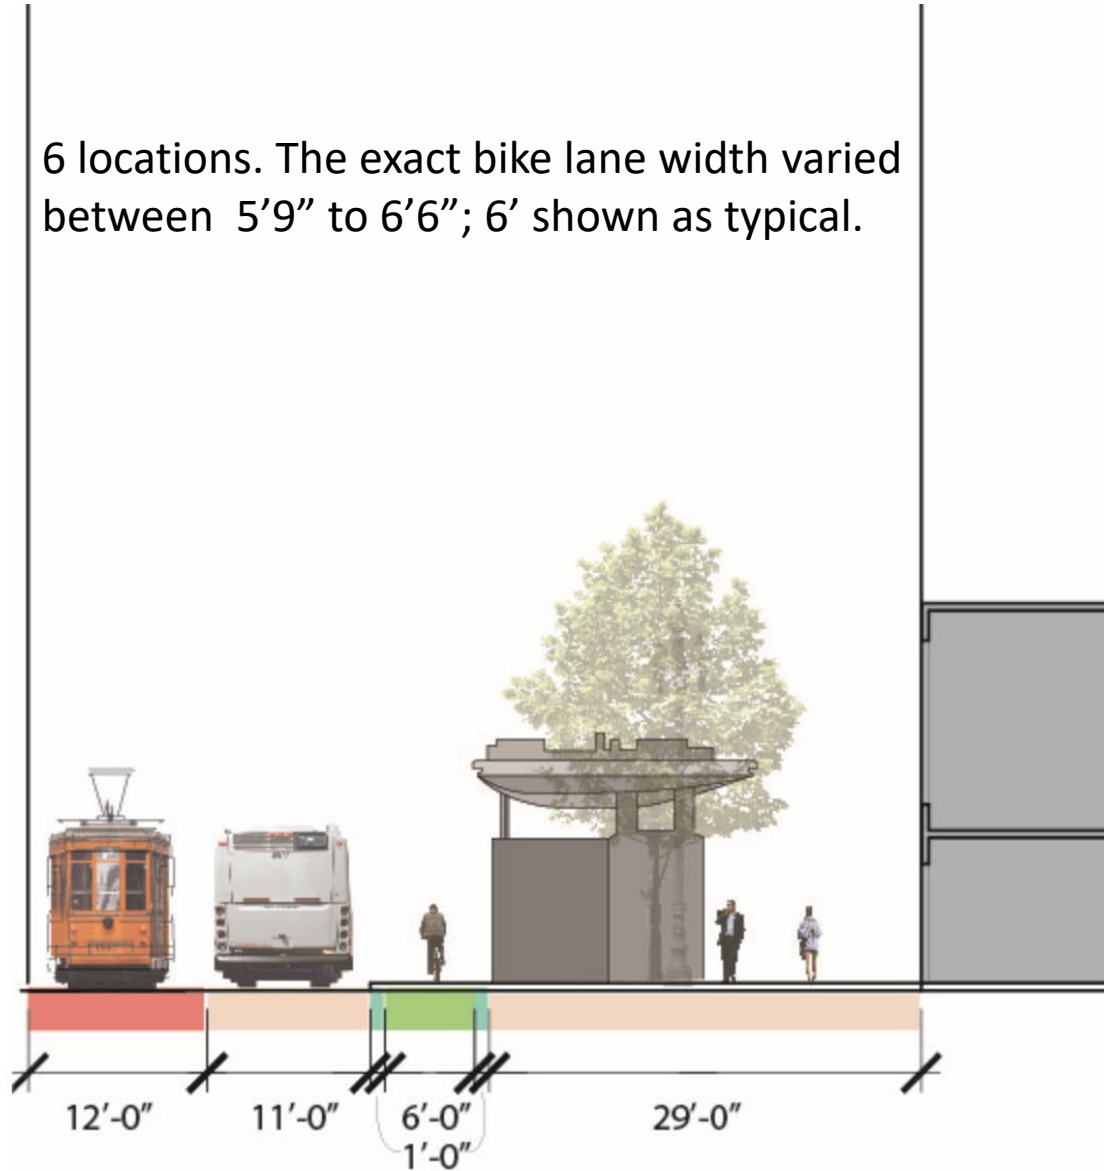 6 locations. The exact bike lane width varied
between  5’9” to 6’6”; 6’ shown as typical.
12’-0” 11’-0” 6’-0” 29’-0”
1’-0”